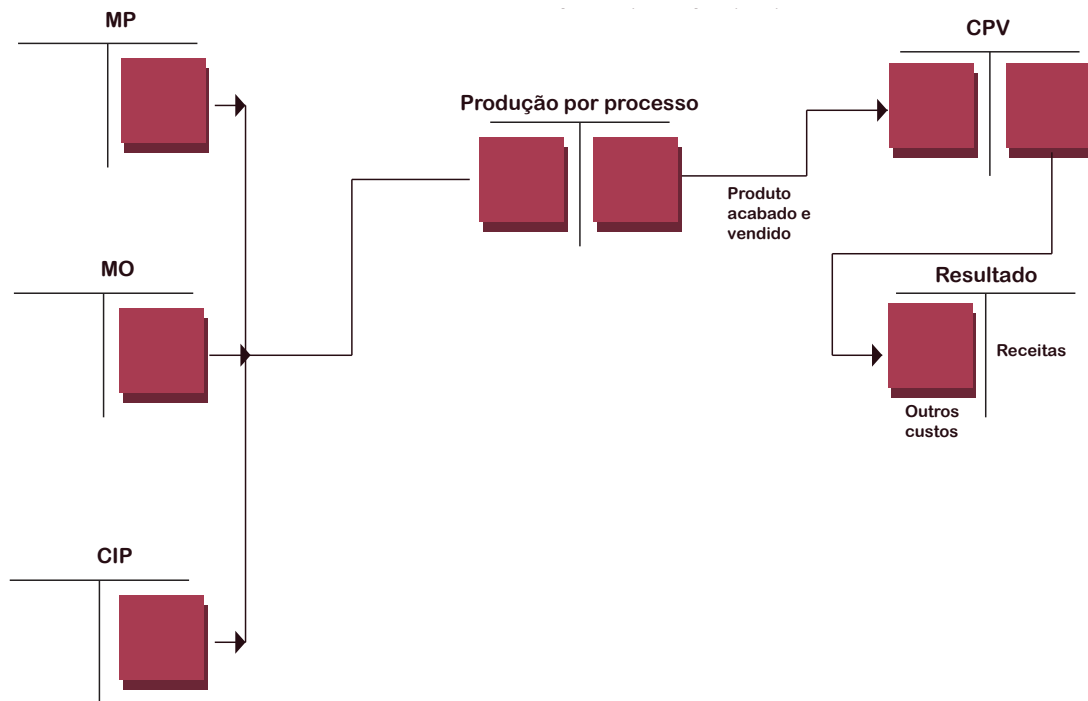 MP
CPV
Produção por processo
Produto
acabado e
vendido
MO
Resultado
Receitas
Outros
custos
CIP